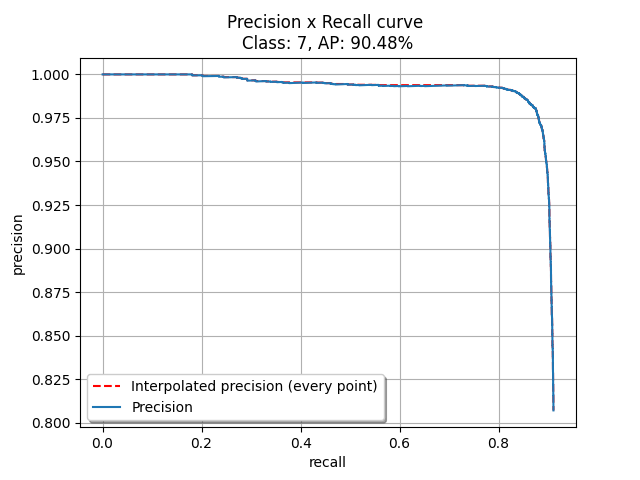 Precision x Recall curve
Class: 7, AP: 90.48%
precision
1.000
0.975
0.950
0.925
0.900
0.875
0.850
0.825
0.800
Interpolated precision (every point)
Precision
0.0 0.2 0.4 0.6 0.8
recall